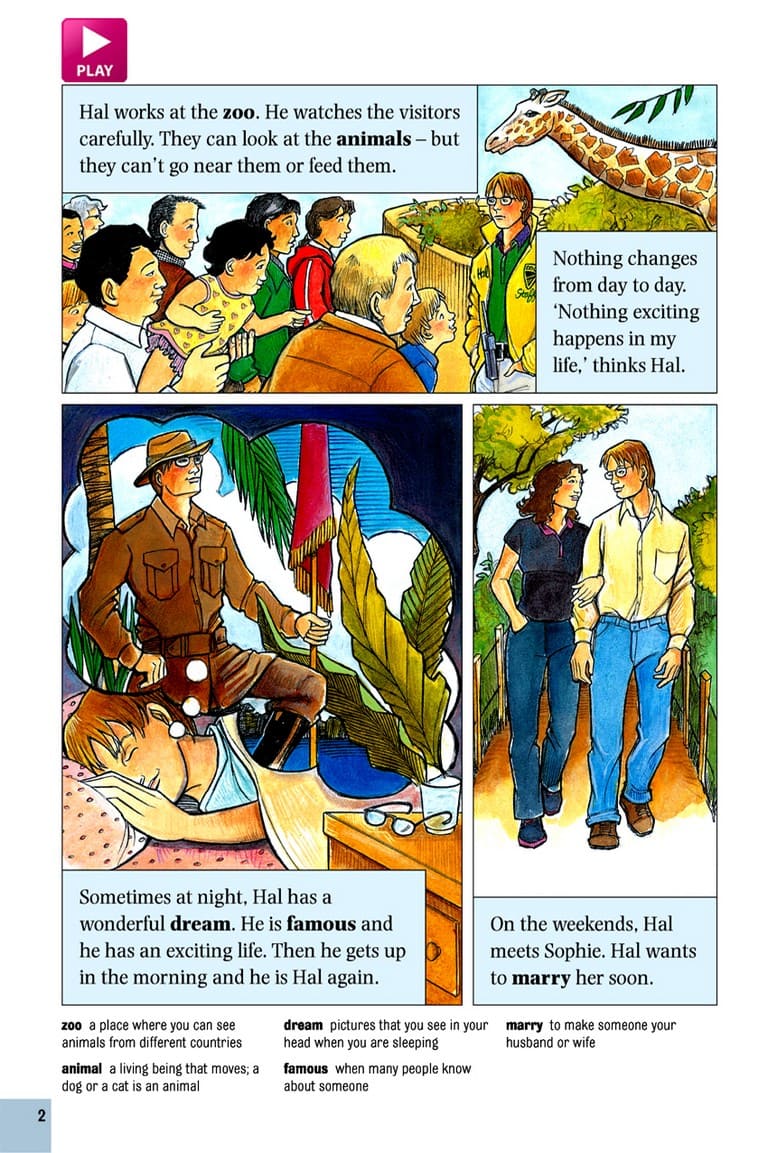 PLAY
Hal works at the zoo. He watches the visitors
carefully. They can look at the animals – but
they can't go near them or feed them.
Hal
Staff
Nothing changes
from day to day.
‘Nothing exciting
happens in my
life,’ thinks Hal.
Sometimes at night, Hal has a
wonderful dream. He is famous and
he has an exciting life. Then he gets up
in the morning and he is Hal again.
On the weekends, Hal
meets Sophie. Hal wants
to marry her soon.
zoo a place where you can see
animals from different countries
animal a living being that moves; a
dog or a cat is an animal
dream pictures that you see in your
head when you are sleeping
famous when many people know
about someone
marry to make someone your
husband or wife
2